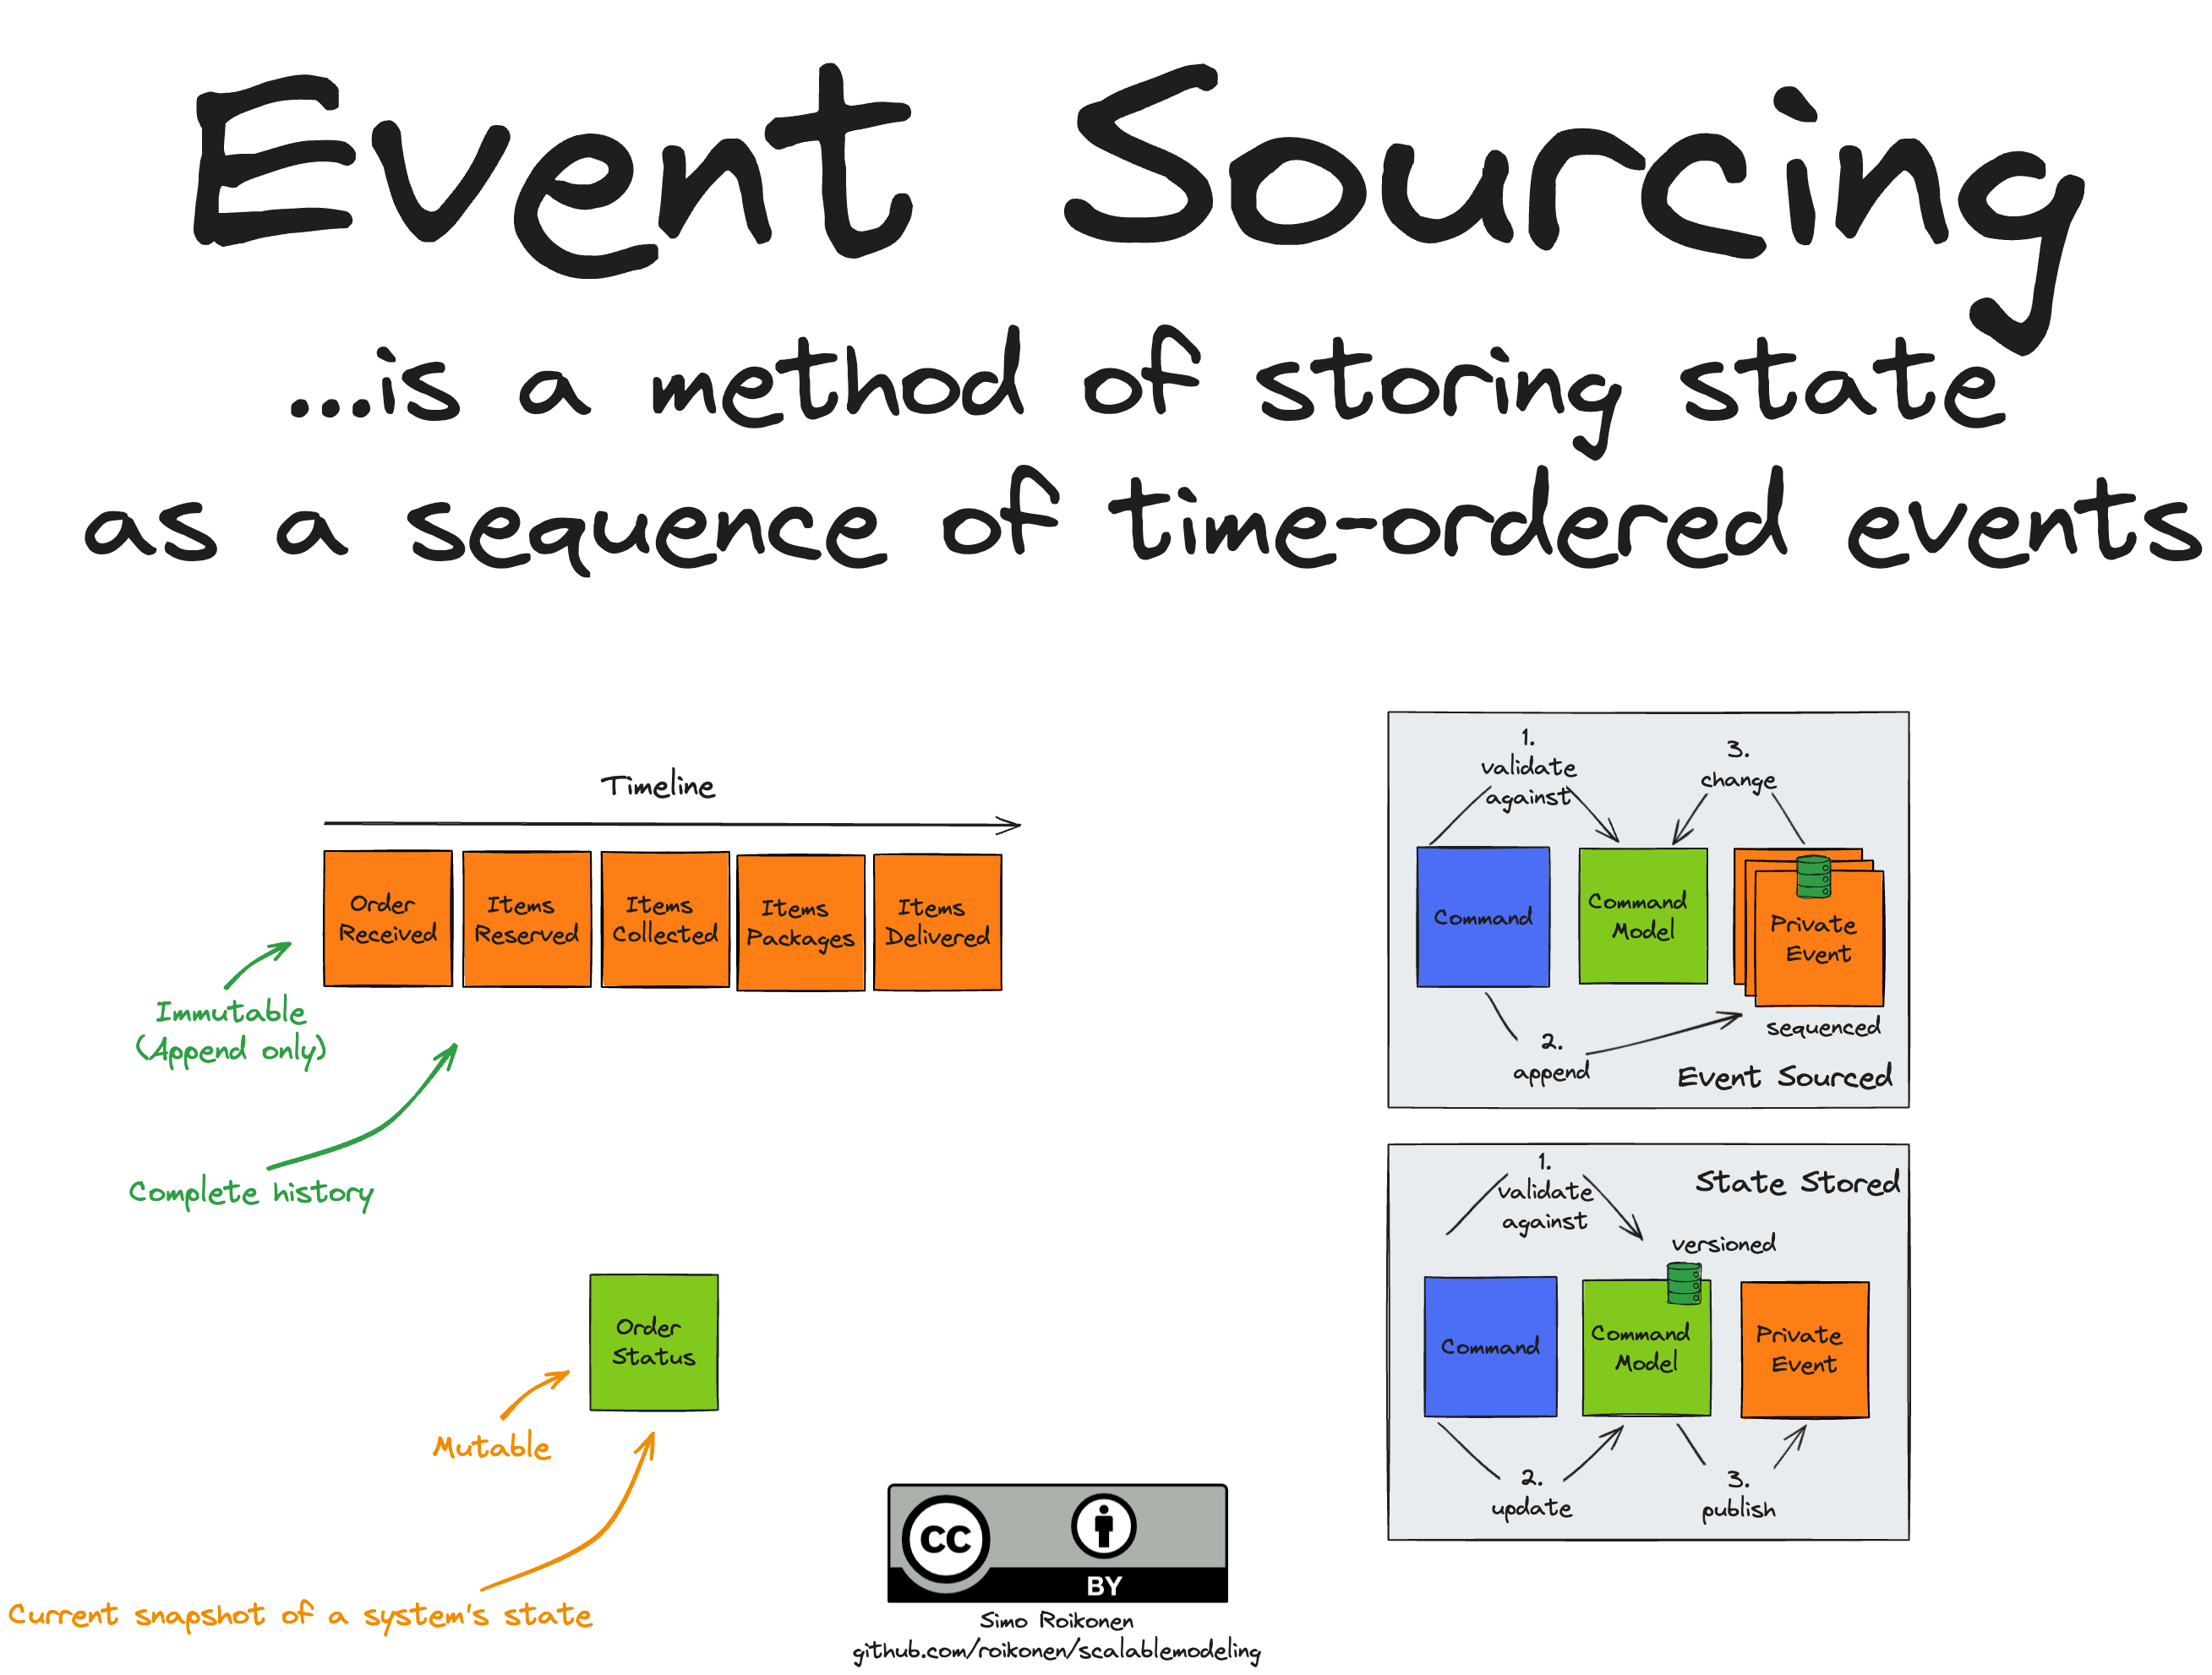 Event Sourcing
...is a method of storing state
as a sequence of time-ordered events
Timeline
Order
Received
Items
Reserved
Items
Collected
Items
Packages
Items
Delivered
Immutable
(Append only)
Complete history
Order
Status
Mutable
Current snapshot of a system's state
1.
validate
against
3.
change
Command
Command
Model
Private
Event
sequenced
2.
append
Event Sourced
1.
validate
against
State Stored
versioned
Command
Command
Model
Private
Event
2.
update
3.
publish
CC
BY
Simo Roikonen
github.com/roikonen/scalablemodeling